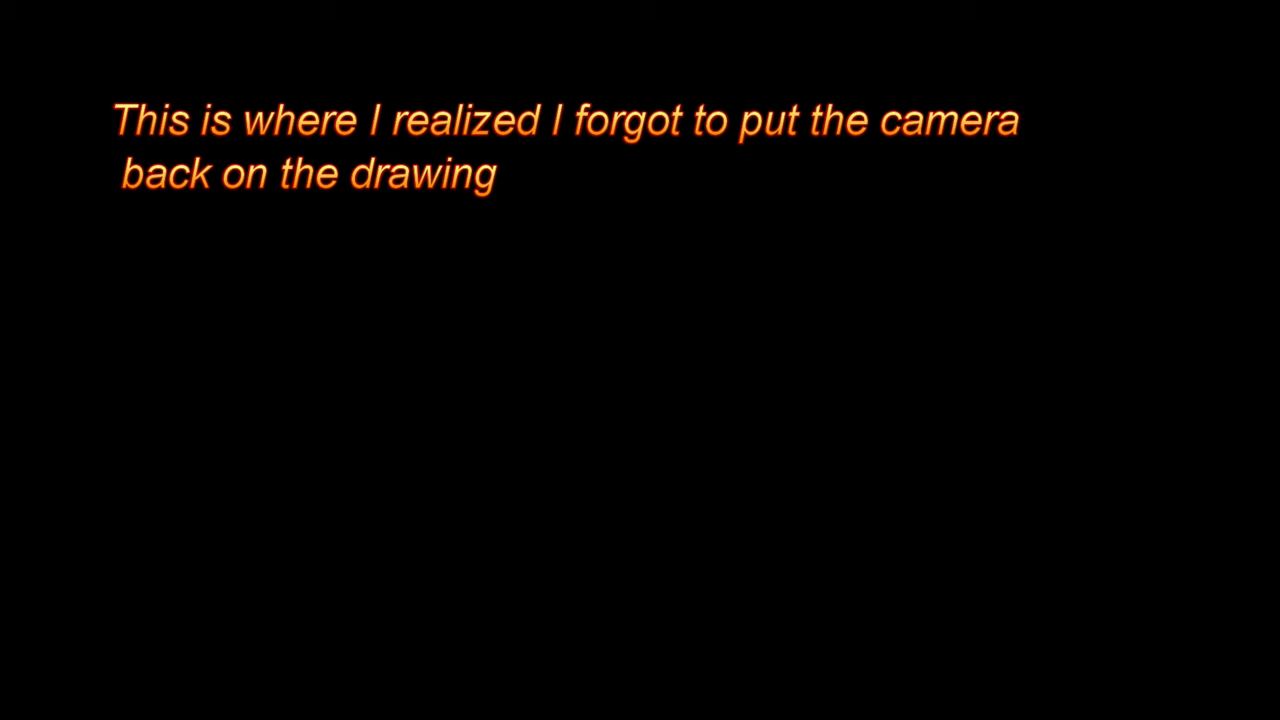 This is where I realized I forgot to put the camera
back on the drawing